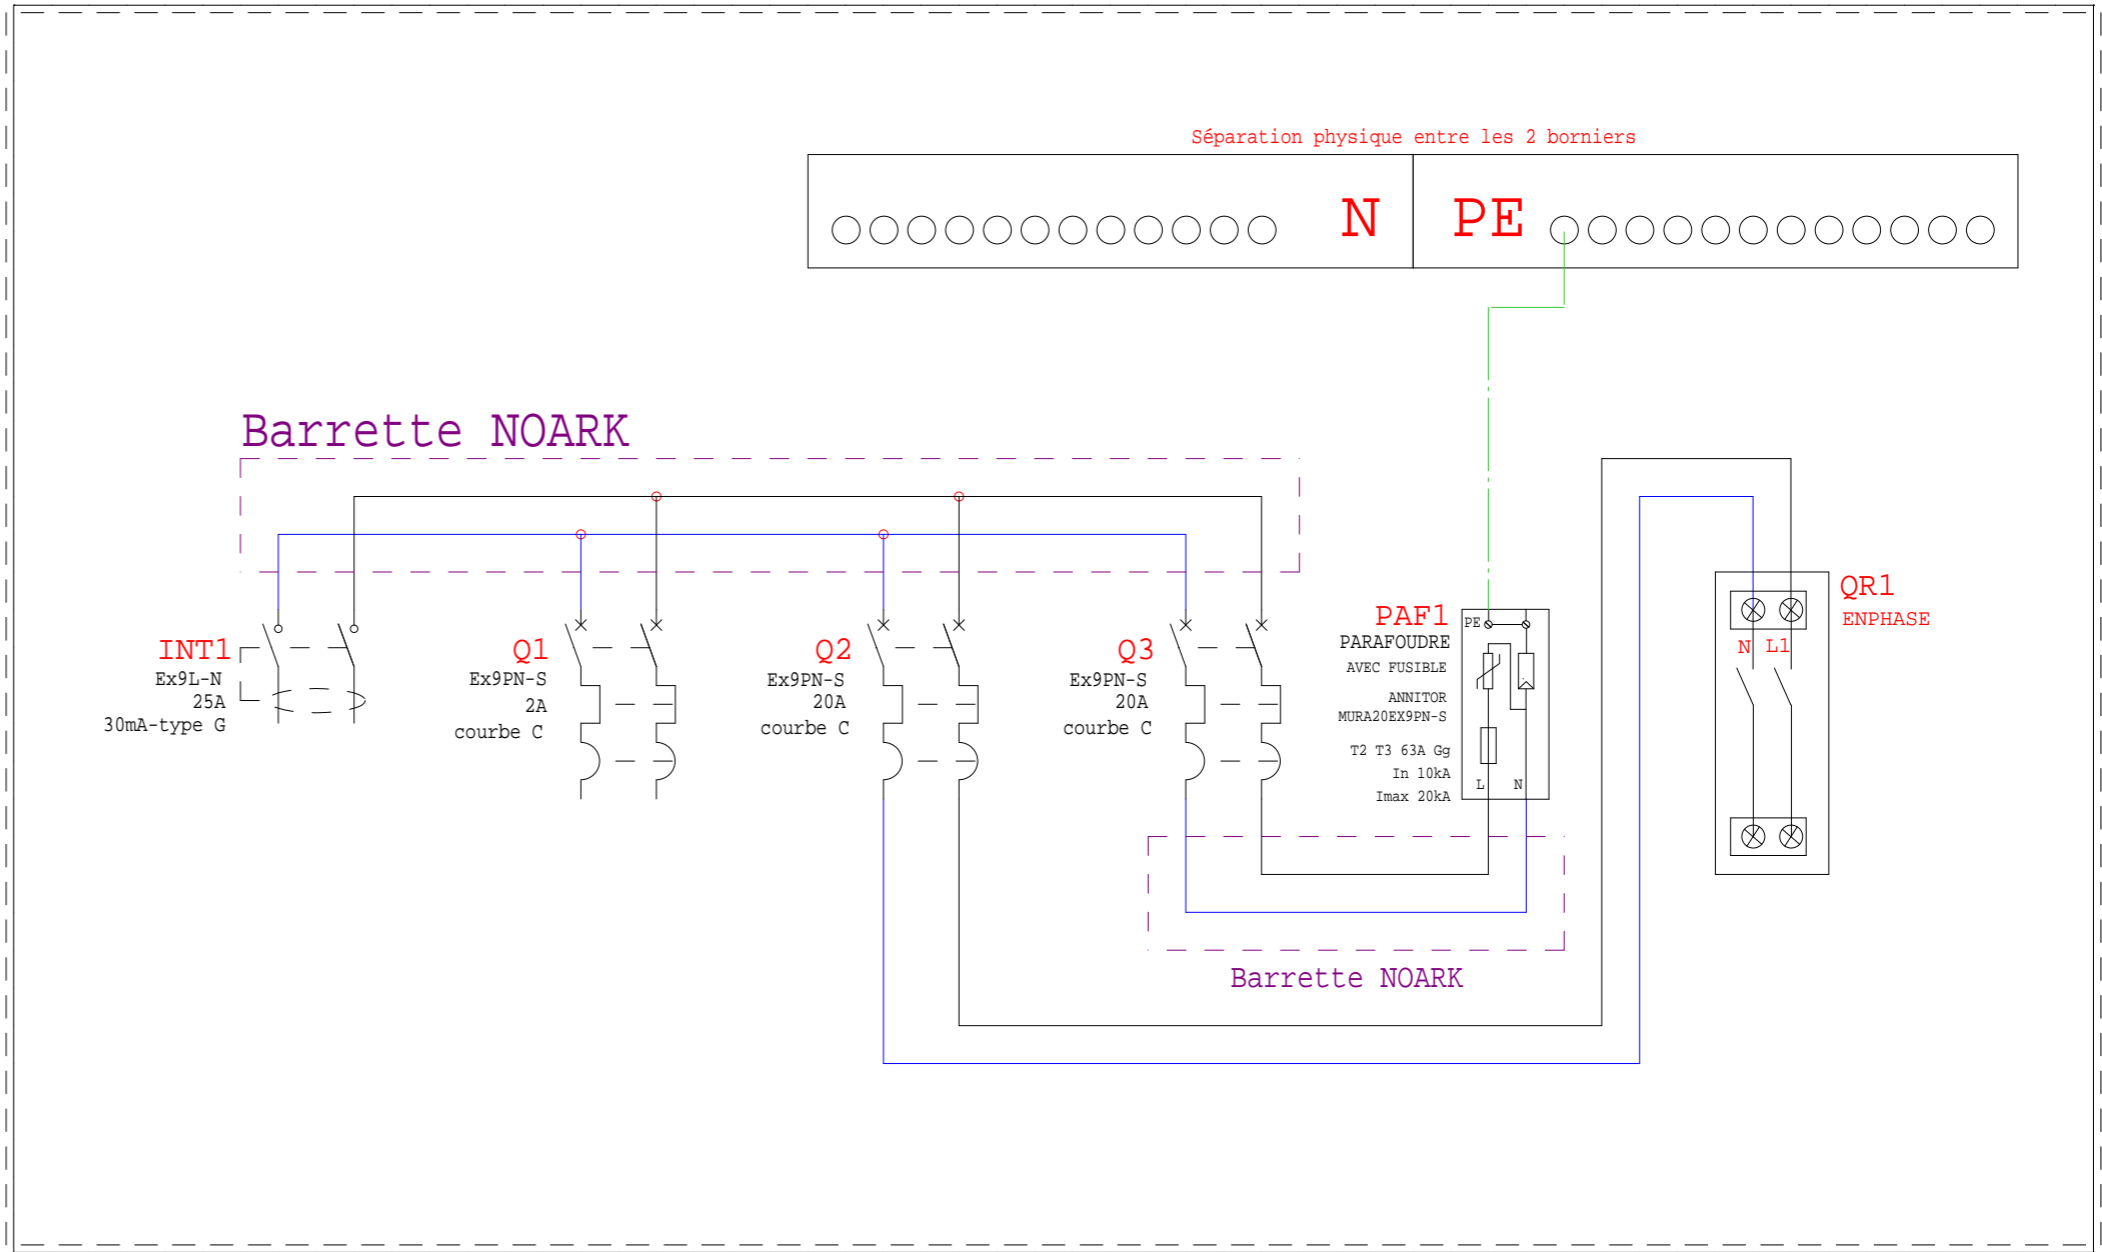 Séparation physique entre les 2 borniers
N
PE
Barrette NOARK
INT1
Ex9L-N
25A
30mA-type G
Q1
Ex9PN-S
2A
courbe C
Q2
Ex9PN-S
20A
courbe C
Q3
Ex9PN-S
20A
courbe C
PAF1
PARAFOUDRE
AVEC FUSIBLE
ANNITOR
MURA20EX9PN-S
T2 T3 63A Gg
In 10kA
Imax 20kA
PE
L N
QR1
ENPHASE
N L1
Barrette NOARK